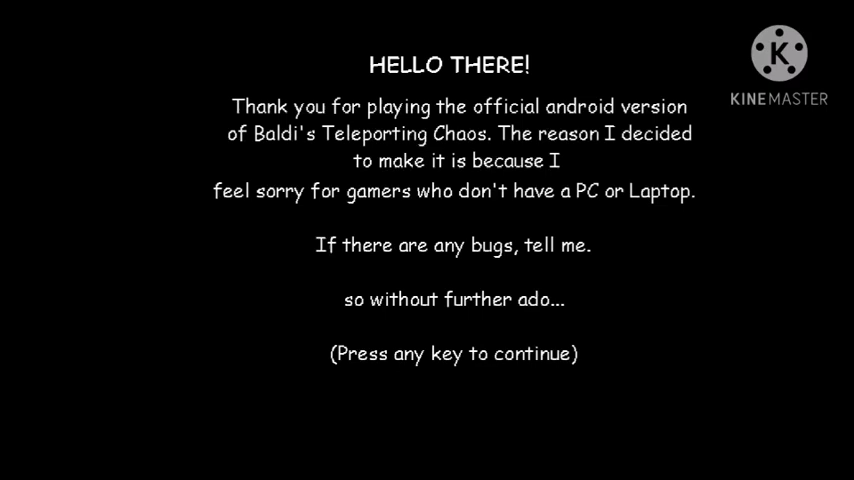 HELLO THERE!
Thank you for playing the official android version
of Baldi's Teleporting Chaos. The reason I decided
to make it is because I
feel sorry for gamers who don't have a PC or Laptop.
If there are any bugs, tell me.
so without further ado...
(Press any key to continue)
K
KINEMASTER